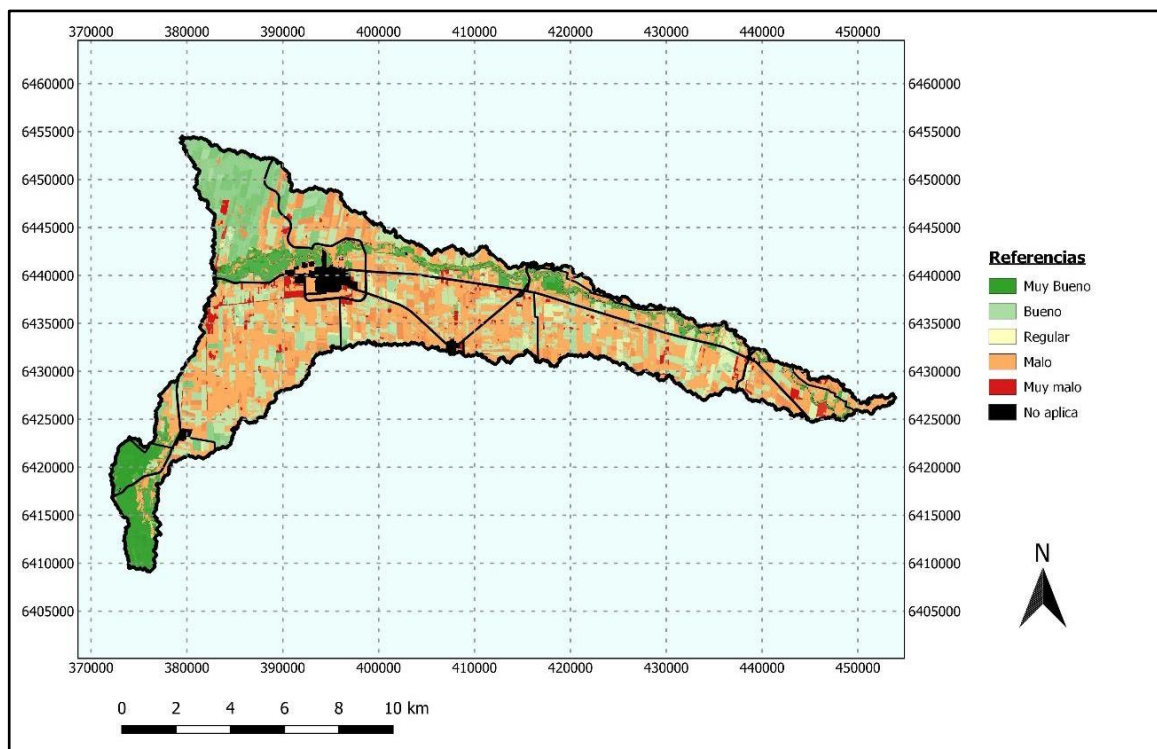 370000 380000 390000 400000 410000 420000 430000 440000 450000
6460000 6460000
6455000 6455000
6450000 6450000
6445000 6445000
6440000 6440000
6435000 6435000
6430000 6430000
6425000 6425000
6420000 6420000
6415000 6415000
6410000 6410000
6405000 6405000
370000 380000 390000 400000 410000 420000 430000 440000 450000
Referencias
Muy Bueno
Bueno
Regular
Malo
Muy malo
No aplica
N
0 2 4 6 8 10 km